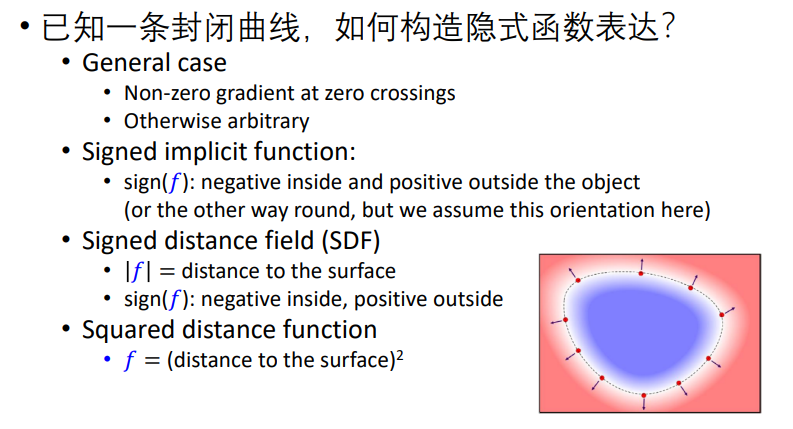 • 已知一条封闭曲线，如何构造隐式函数表达？
• General case
• Non-zero gradient at zero crossings
• Otherwise arbitrary
• Signed implicit function:
• sign(f): negative inside and positive outside the object
(or the other way round, but we assume this orientation here)
• Signed distance field (SDF)
• |f| = distance to the surface
• sign(f): negative inside, positive outside
• Squared distance function
• f = (distance to the surface)²